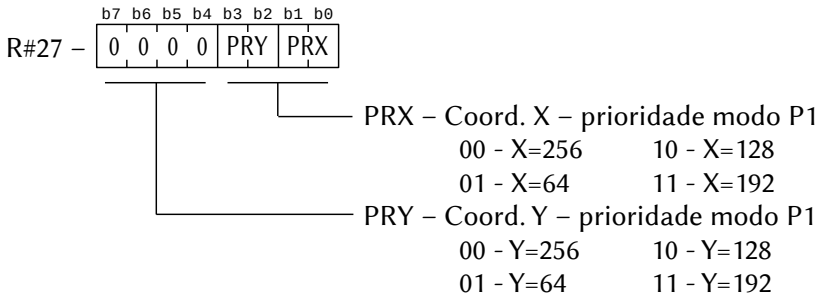 b7 b6 b5 b4 b3 b2 b1 b0
R#27 – 0 0 0 0 PRY PRX
PRX – Coord. X – prioridade modo P1
00 - X=256 10 - X=128
01 - X=64 11 - X=192
PRY – Coord. Y – prioridade modo P1
00 - Y=256 10 - Y=128
01 - Y=64 11 - Y=192